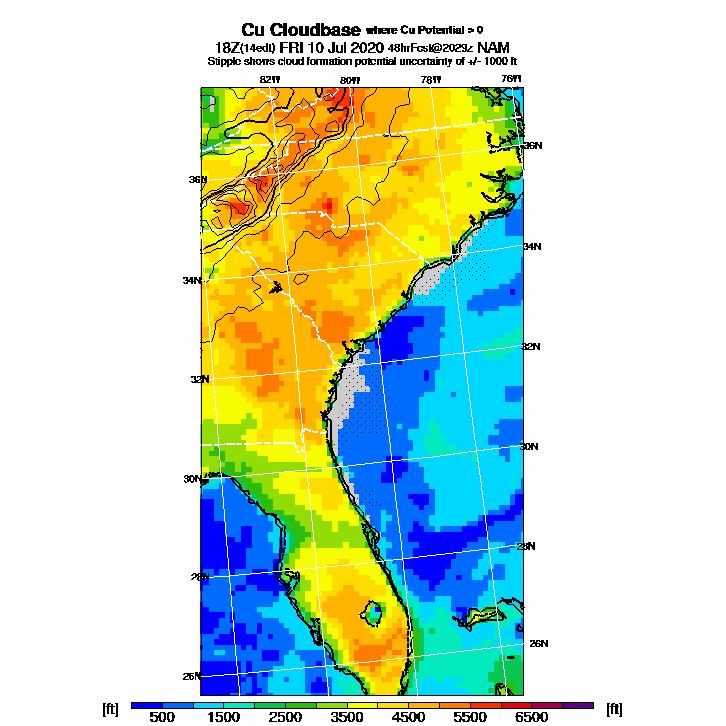 Cu Cloudbase where Cu Potential > 0
18Z(14edt) FRI 10 Jul 2020 48hrFcst@2029z NAM
Stipple shows cloud formation potential uncertainty of +/- 1000 ft
82W 80W 78W 76W
36N
36N
34N
34N
32N
32N
30N
30N
28N
28N
26N
26N
[ft] 500 1500 2500 3500 4500 5500 6500 [ft]